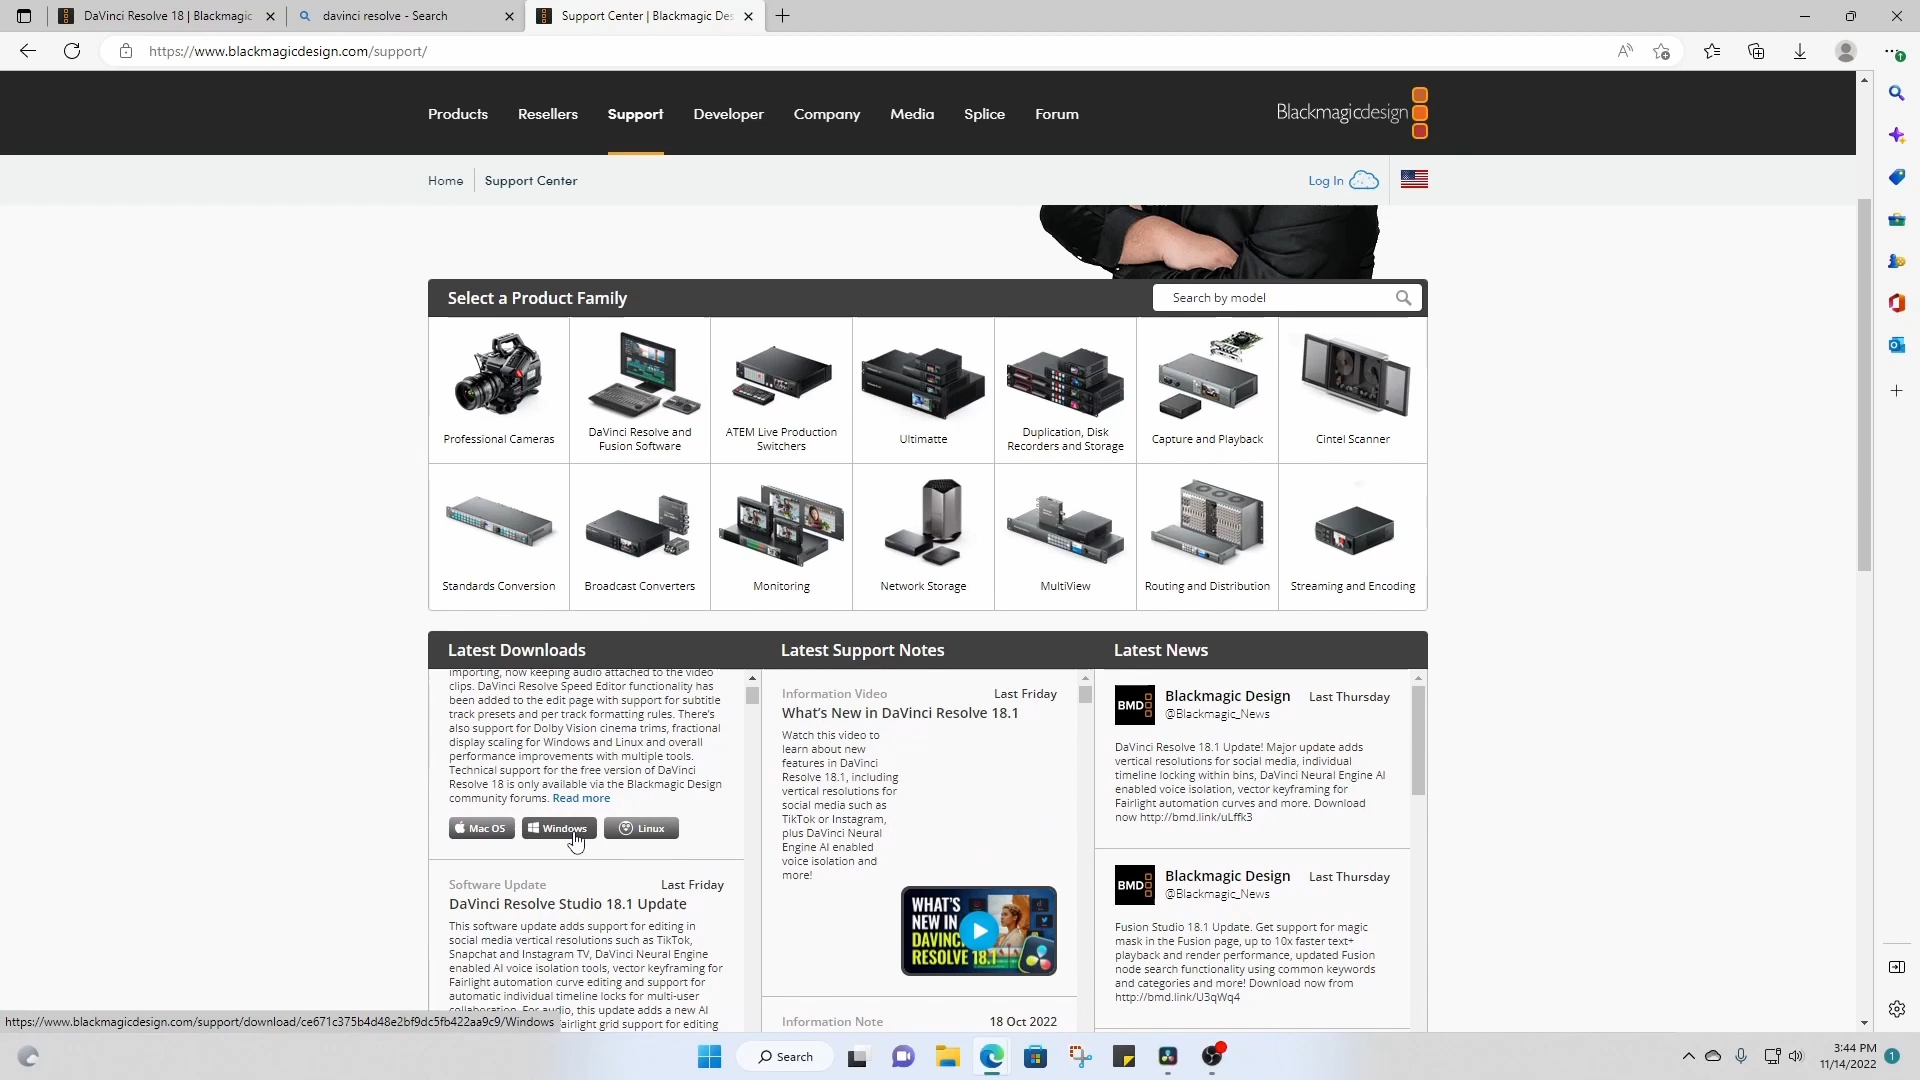 DaVinci Resolve 18 | Blackmagic
davinci resolve - Search
Support Center | Blackmagic Des
https://www.blackmagicdesign.com/support/
Products
Resellers
Support
Developer
Company
Media
Splice
Forum
Blackmagicdesign
Home
Support Center
Log In
Select a Product Family
Search by model
Professional Cameras
DaVinci Resolve and
Fusion Software
ATEM Live Production
Switchers
Ultimatte
Duplication, Disk
Recorders and Storage
Capture and Playback
Cintel Scanner
Standards Conversion
Broadcast Converters
Monitoring
Network Storage
MultiView
Routing and Distribution
Streaming and Encoding
Latest Downloads
importing, now keeping audio attached to the video
clips. DaVinci Resolve Speed Editor functionality has
been added to the edit page with support for subtitle
track presets and per track formatting rules. There's
also support for Dolby Vision cinema trims, fractional
display scaling for Windows and Linux and overall
performance improvements with multiple tools.
Technical support for the free version of DaVinci
Resolve 18 is only available via the Blackmagic Design
community forums. Read more
Mac OS
Windows
Linux
Software Update
Last Friday
DaVinci Resolve Studio 18.1 Update
This software update adds support for editing in
social media vertical resolutions such as TikTok,
Snapchat and Instagram TV, DaVinci Neural Engine
enabled AI voice isolation tools, vector keyframing for
Fairlight automation curve editing and support for
automatic individual timeline locks for multi-user
collaboration. For audio, this update adds a new AI
airlight grid support for editing
Latest Support Notes
Information Video
Last Friday
What's New in DaVinci Resolve 18.1
Watch this video to
learn about new
features in DaVinci
Resolve 18.1, including
vertical resolutions for
social media such as
TikTok or Instagram,
plus DaVinci Neural
Engine AI enabled
voice isolation and
more!
WHAT'S
NEW IN
DAVINCI
RESOLVE 18.1
Information Note
18 Oct 2022
Latest News
BMD
Blackmagic Design
Last Thursday
@Blackmagic_News
DaVinci Resolve 18.1 Update! Major update adds
vertical resolutions for social media, individual
timeline locking within bins, DaVinci Neural Engine AI
enabled voice isolation, vector keyframing for
Fairlight automation curves and more. Download
now http://bmd.link/uLffk3
BMD
Blackmagic Design
Last Thursday
@Blackmagic_News
Fusion Studio 18.1 Update. Get support for magic
mask in the Fusion page, up to 10x faster text+
playback and render performance, updated Fusion
node search functionality using common keywords
and categories and more! Download now from
http://bmd.link/U3qWq4
https://www.blackmagicdesign.com/support/download/ce671c375b4d48e2bf9dc5fb422aa9c9/Windows
Search
3:44 PM
11/14/2022
1